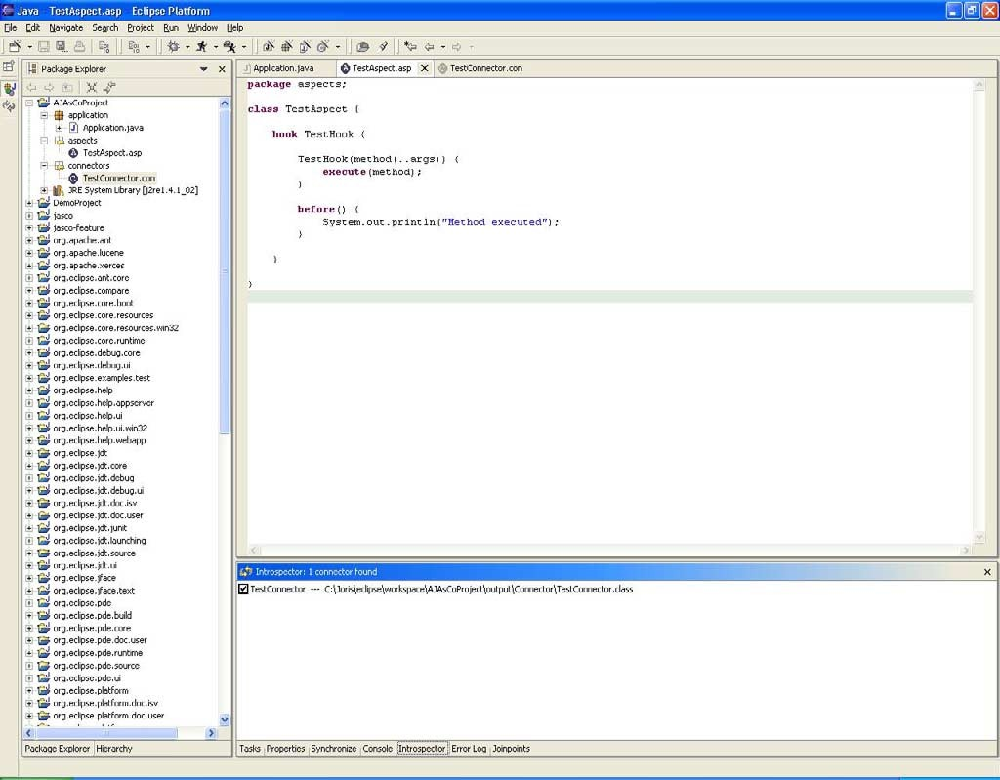 Java - TestAspect.asp - Eclipse Platform
File Edit Navigate Search Project Run Window Help
Package Explorer
AJAsCoProject
application
Application.java
aspects
TestAspect.asp
connectors
TestConnector.con
JRE System Library [j2re1.4.1_02]
DemoProject
jasco
jasco-feature
org.apache.ant
org.apache.lucene
org.apache.xerces
org.eclipse.ant.core
org.eclipse.compare
org.eclipse.core.boot
org.eclipse.core.resources
org.eclipse.core.resources.win32
org.eclipse.core.runtime
org.eclipse.debug.core
org.eclipse.debug.ui
org.eclipse.examples.test
org.eclipse.help
org.eclipse.help.appserver
org.eclipse.help.ui
org.eclipse.help.ui.win32
org.eclipse.help.webapp
org.eclipse.jdt
org.eclipse.jdt.core
org.eclipse.jdt.debug
org.eclipse.jdt.debug.ui
org.eclipse.jdt.doc.isv
org.eclipse.jdt.doc.user
org.eclipse.jdt.junit
org.eclipse.jdt.launching
org.eclipse.jdt.source
org.eclipse.jdt.ui
org.eclipse.jface
org.eclipse.jface.text
org.eclipse.pde
org.eclipse.pde.build
org.eclipse.pde.core
org.eclipse.pde.doc.user
org.eclipse.pde.runtime
org.eclipse.pde.source
org.eclipse.pde.ui
org.eclipse.platform
org.eclipse.platform.doc.isv
org.eclipse.platform.doc.user
Package Explorer Hierarchy
Application.java TestAspect.asp TestConnector.con
package aspects;
class TestAspect {
hook TestHook {
TestHook(method(..args)) {
execute(method);
}
before() {
System.out.println("Method executed");
}
}
}
Introspector: 1 connector found
TestConnector --- C:\Joris\eclipse\workspace\AJAsCoProject\output\Connector\TestConnector.class
Tasks Properties Synchronize Console Introspector Error Log Joinpoints